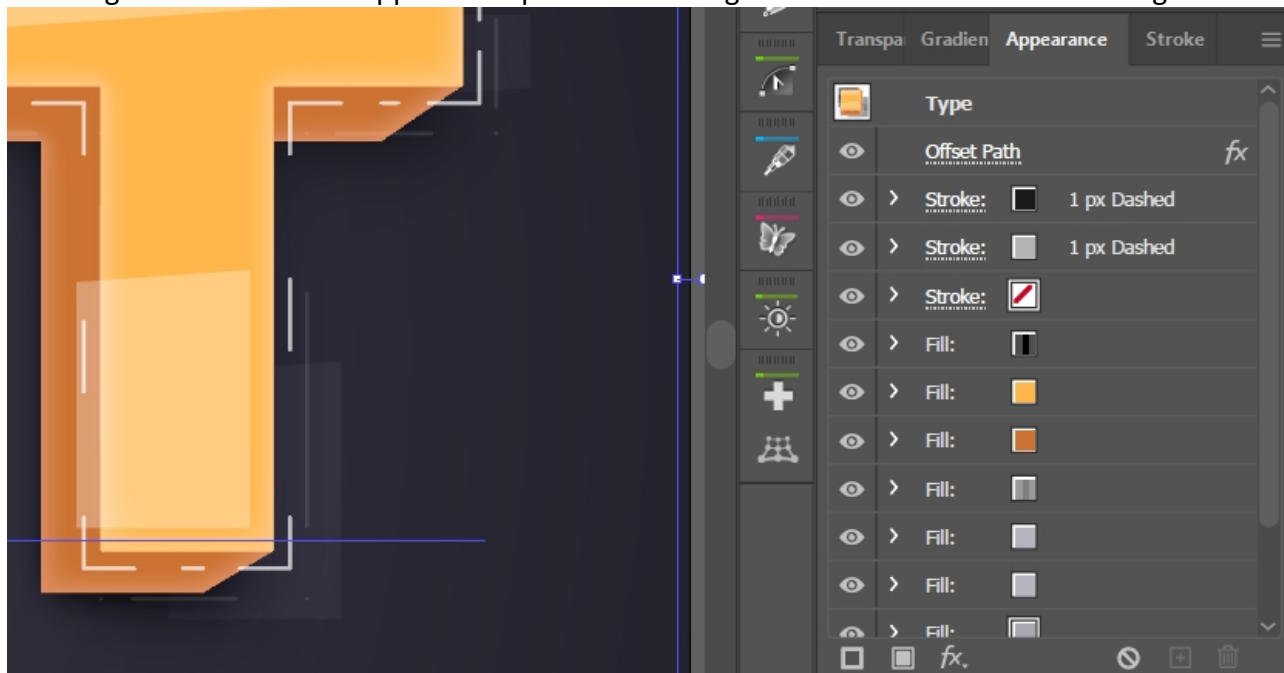 Transpa Gradien Appearance Stroke
Type
Offset Path fx
Stroke: 1 px Dashed
Stroke: 1 px Dashed
Stroke:
Fill:
Fill:
Fill:
Fill:
Fill:
Fill:
Fill:
fx.